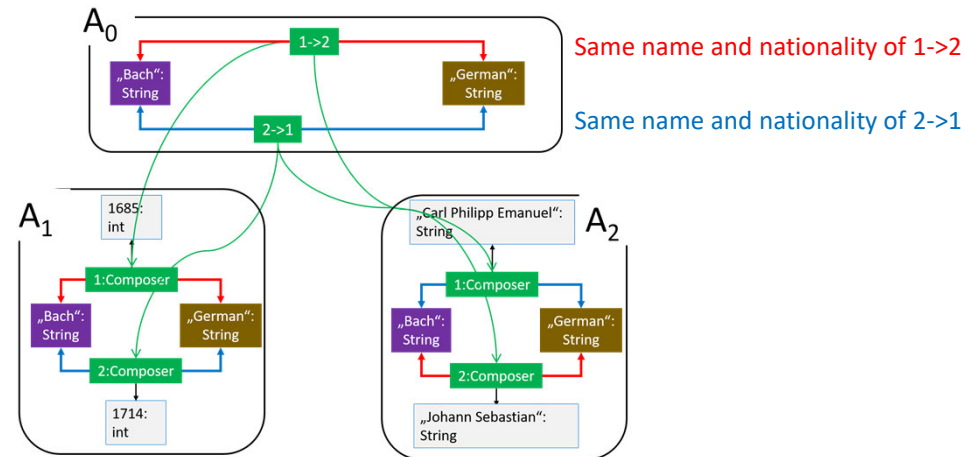 A0
1->2
Same name and nationality of 1->2
„Bach“:
String
„German“:
String
2->1
Same name and nationality of 2->1
A1
1685:
int
1:Composer
„Bach“:
String
„German“:
String
2:Composer
1714:
int
A2
„Carl Philipp Emanuel“:
String
1:Composer
„Bach“:
String
„German“:
String
2:Composer
„Johann Sebastian“:
String